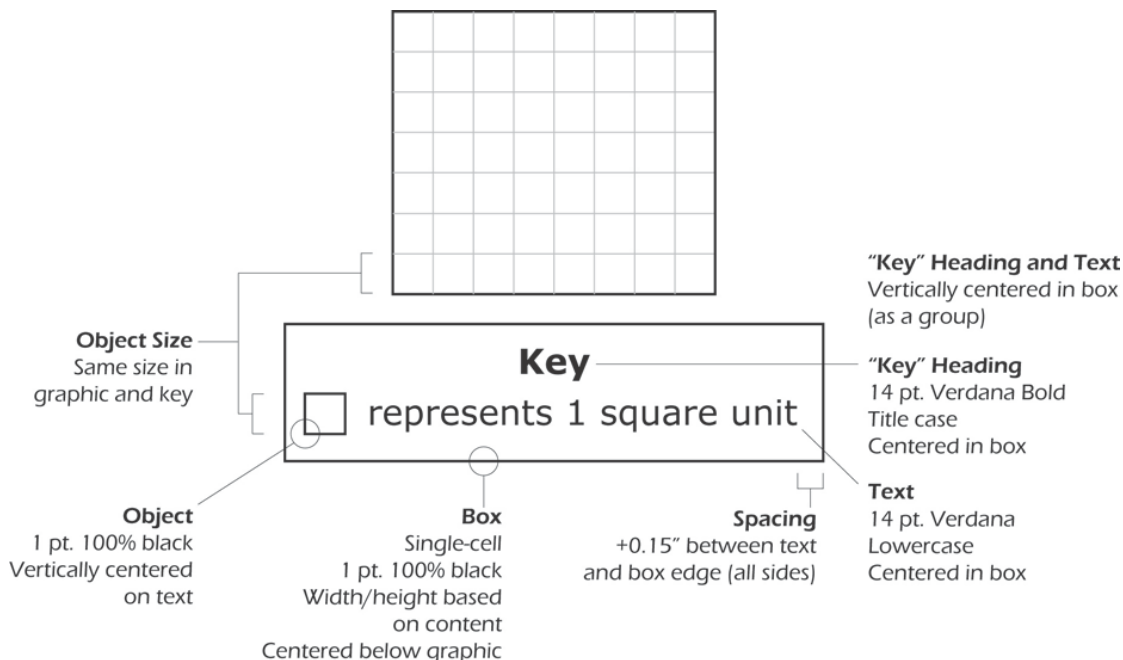 “Key” Heading and Text
Vertically centered in box
(as a group)
Object Size
Same size in
graphic and key
Key
“Key” Heading
14 pt. Verdana Bold
Title case
Centered in box
represents 1 square unit
Text
14 pt. Verdana
Lowercase
Centered in box
Object
1 pt. 100% black
Vertically centered
on text
Box
Single-cell
1 pt. 100% black
Width/height based
on content
Centered below graphic
Spacing
+0.15” between text
and box edge (all sides)